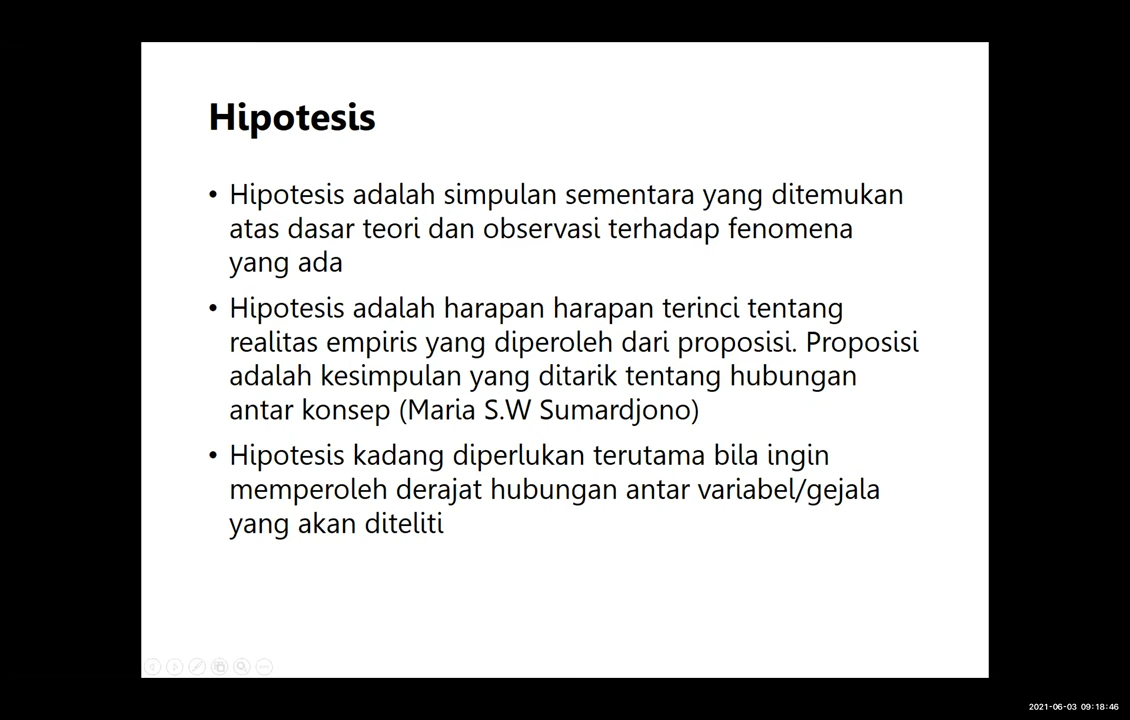 Hipotesis
• Hipotesis adalah simpulan sementara yang ditemukan
atas dasar teori dan observasi terhadap fenomena
yang ada
• Hipotesis adalah harapan harapan terinci tentang
realitas empiris yang diperoleh dari proposisi. Proposisi
adalah kesimpulan yang ditarik tentang hubungan
antar konsep (Maria S.W Sumardjono)
• Hipotesis kadang diperlukan terutama bila ingin
memperoleh derajat hubungan antar variabel/gejala
yang akan diteliti
2021-06-03 09:18:46